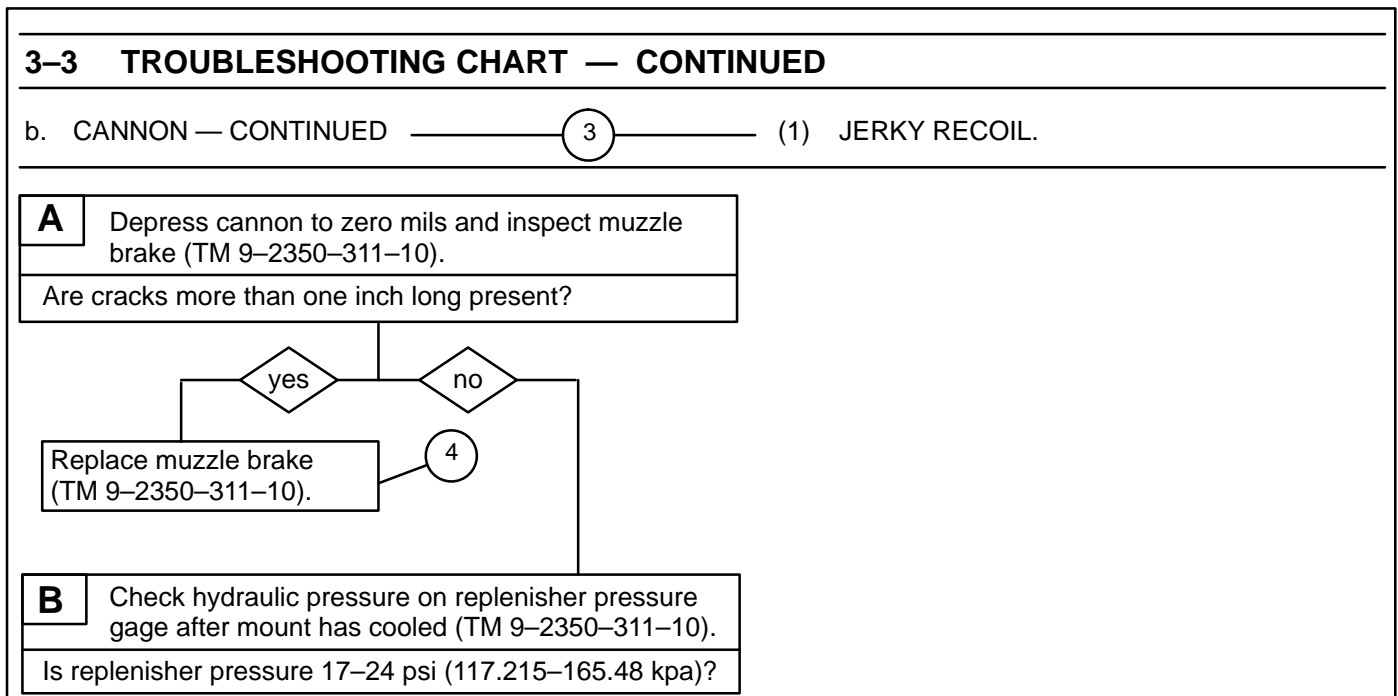 3–3 TROUBLESHOOTING CHART — CONTINUED
b. CANNON — CONTINUED 3 (1) JERKY RECOIL.
A Depress cannon to zero mils and inspect muzzle
brake (TM 9–2350–311–10).
Are cracks more than one inch long present?
yes no
Replace muzzle brake 4
(TM 9–2350–311–10).
B Check hydraulic pressure on replenisher pressure
gage after mount has cooled (TM 9–2350–311–10).
Is replenisher pressure 17–24 psi (117.215–165.48 kpa)?